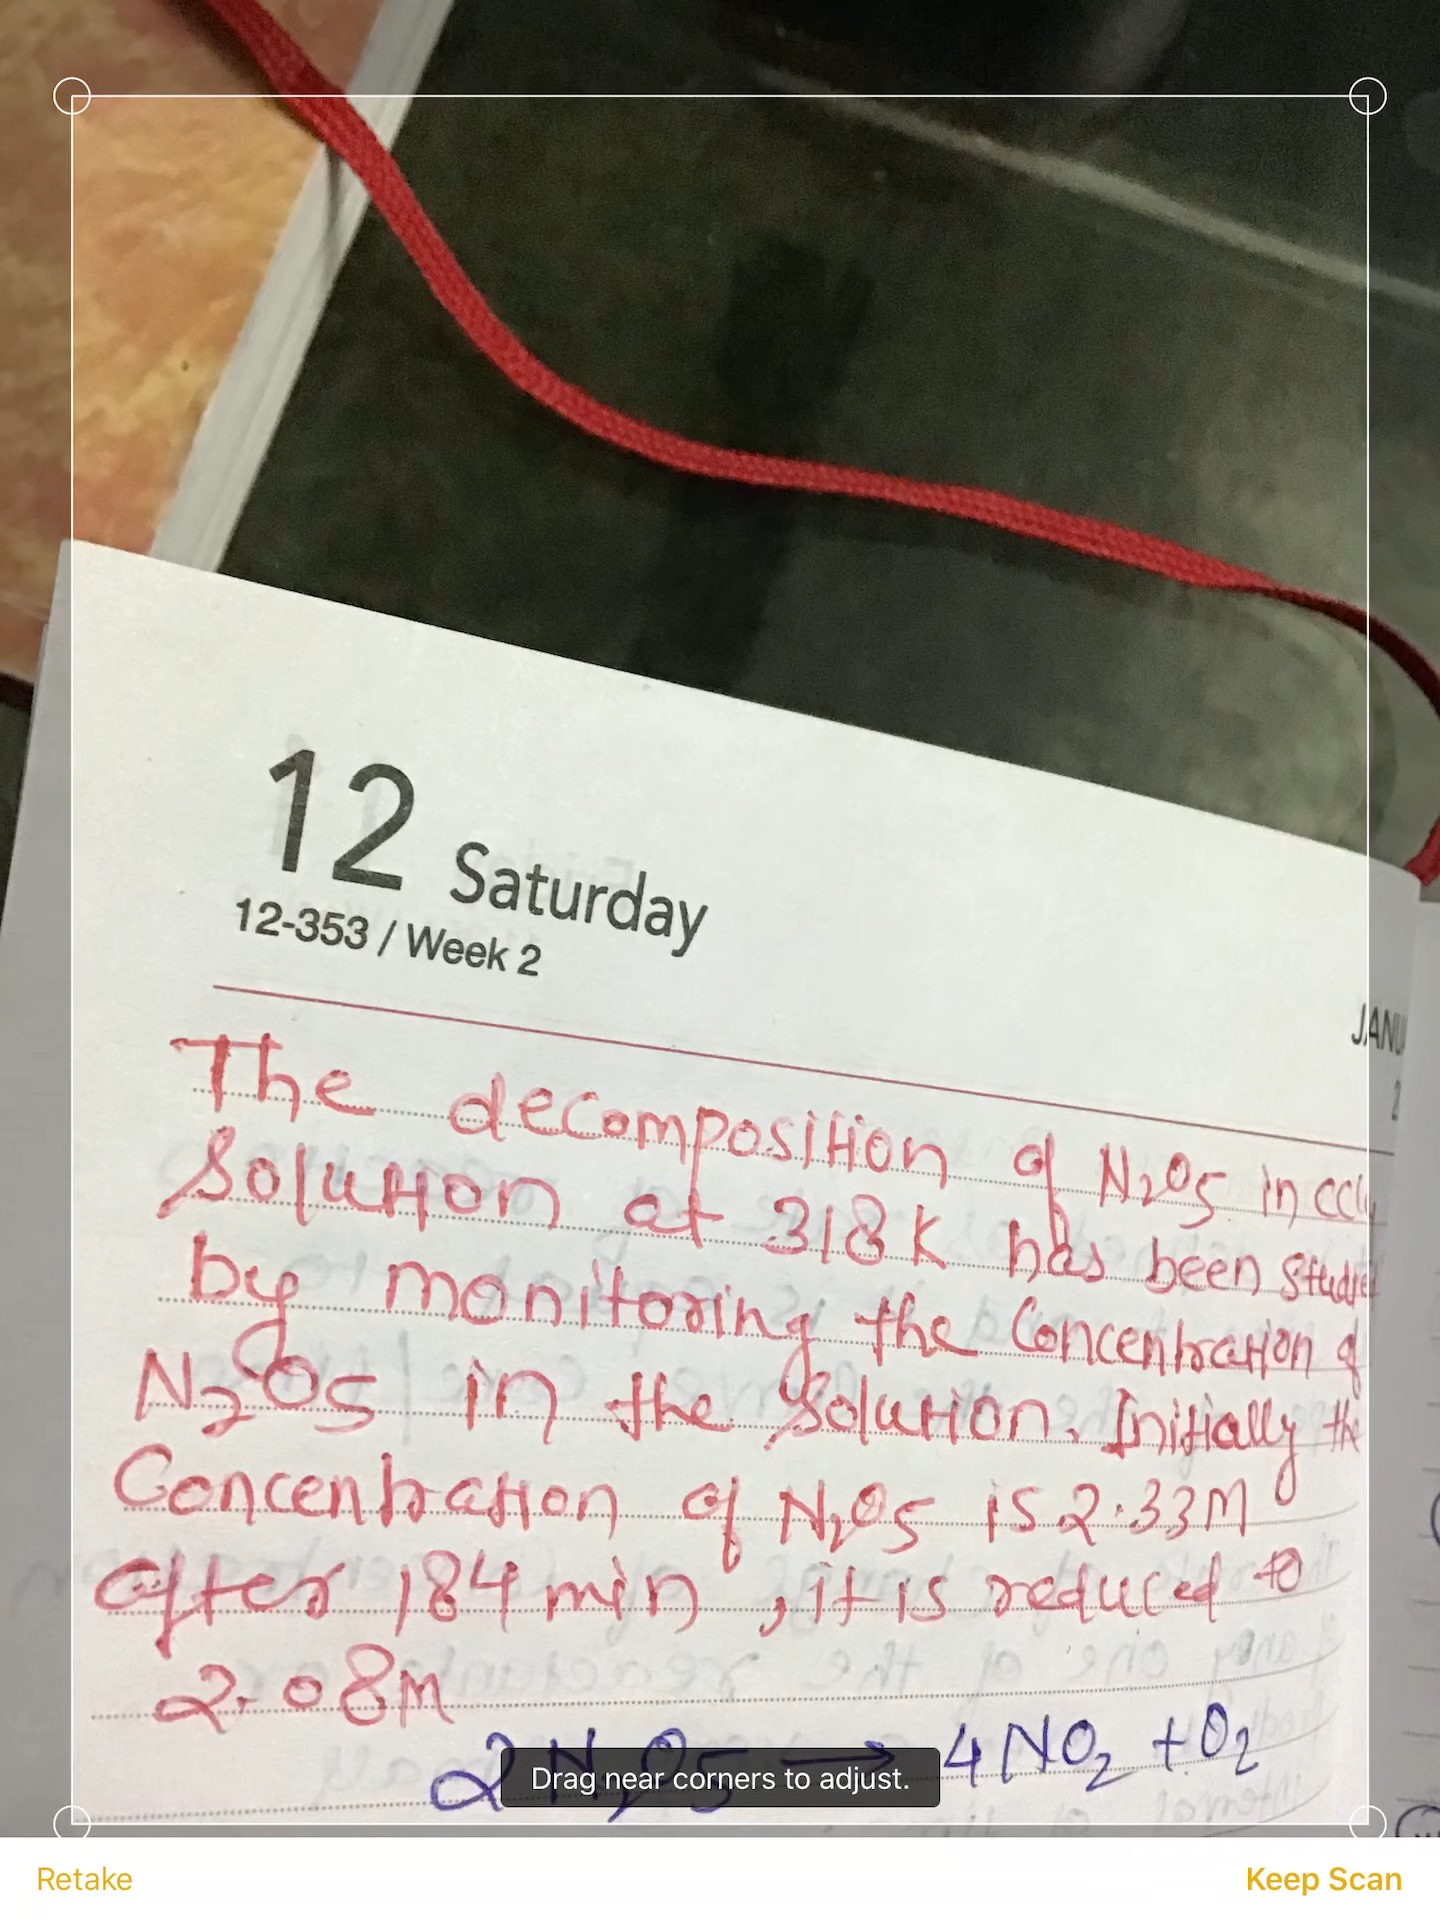 12 Saturday
12-353 / Week 2
The decomposition of N2O5 in CCl4
Solution at 318K has been studied
by monitoring the Concentration of
N2O5 in the Solution. Initially the
Concentration of N2O5 is 2.33M
after 184 min, it is reduced to
2.08M
2N2O5 → 4NO2 + O2
Drag near corners to adjust.
Retake
Keep Scan